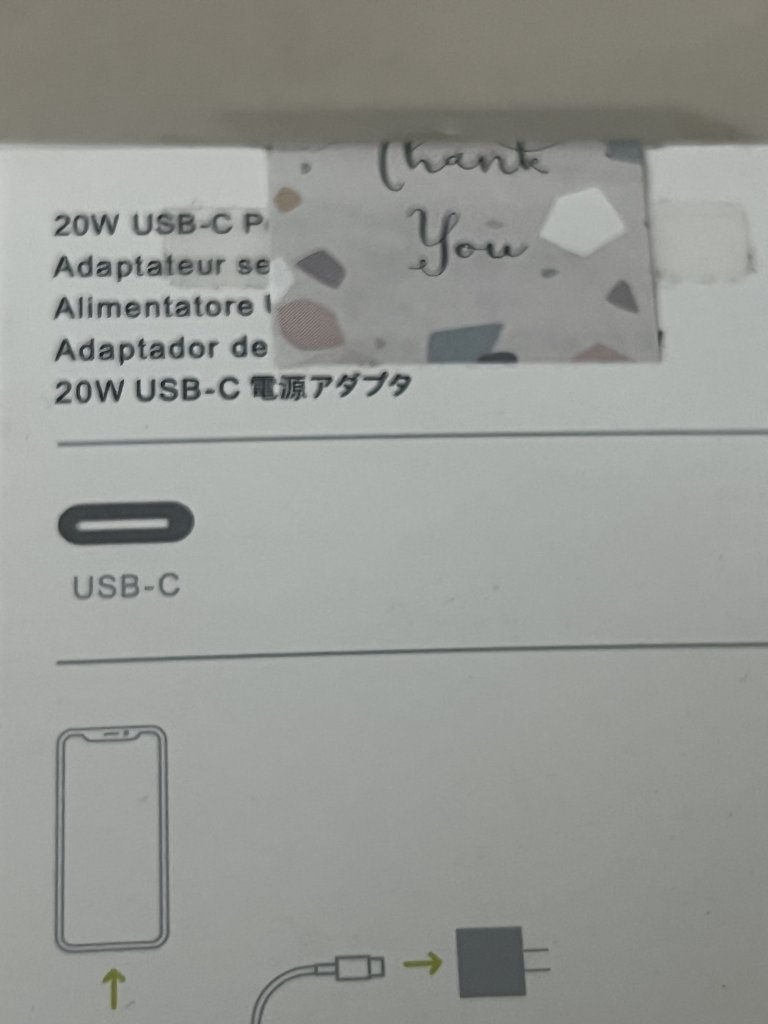 Thank
You
20W USB-C P
Adaptateur se
Alimentatore
Adaptador de
20W USB-C 電源アダプタ
USB-C